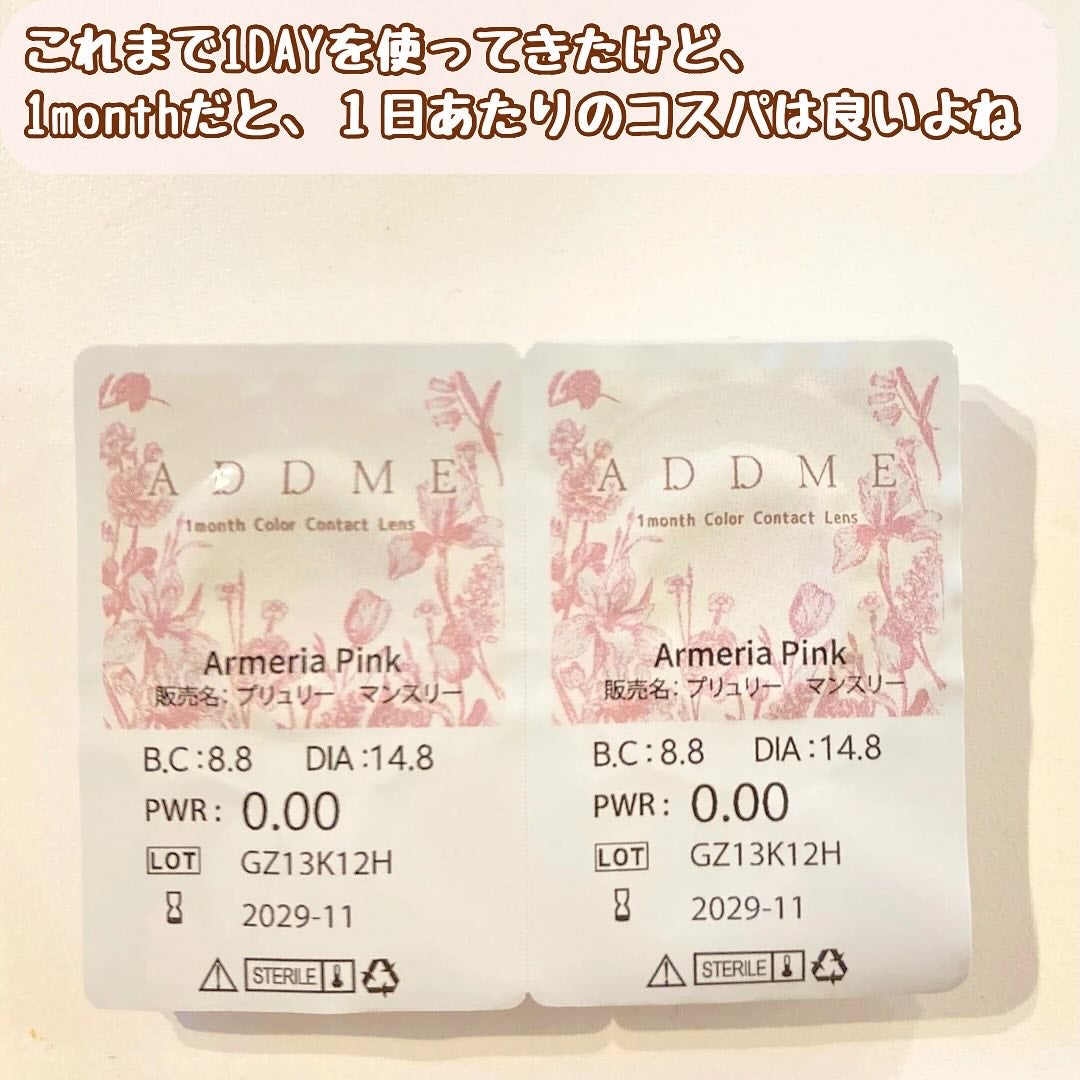 これまで1DAYを使ってきたけど、
1monthだと、１日あたりのコスパは良いよね
ADDME
1month Color Contact Lens
Armeria Pink
販売名：プリュリー　マンスリー
B.C：8.8 DIA：14.8
PWR： 0.00
LOT GZ13K12H
2029-11
STERILE
ADDME
1month Color Contact Lens
Armeria Pink
販売名：プリュリー　マンスリー
B.C：8.8 DIA：14.8
PWR： 0.00
LOT GZ13K12H
2029-11
STERILE